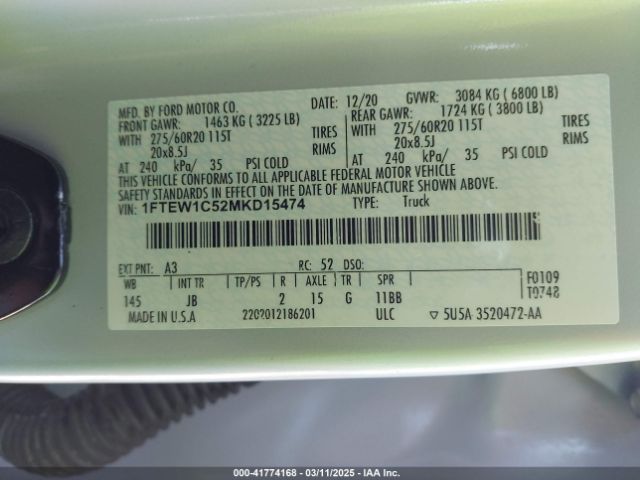 MFD. BY FORD MOTOR CO. DATE: 12/20 GVWR: 3084 KG ( 6800 LB)
FRONT GAWR: 1463 KG ( 3225 LB) REAR GAWR: 1724 KG ( 3800 LB)
WITH 275/60R20 115T TIRES WITH 275/60R20 115T TIRES
20x8.5J RIMS 20x8.5J RIMS
AT 240 kPa/ 35 PSI COLD AT 240 kPa/ 35 PSI COLD
THIS VEHICLE CONFORMS TO ALL APPLICABLE FEDERAL MOTOR VEHICLE
SAFETY STANDARDS IN EFFECT ON THE DATE OF MANUFACTURE SHOWN ABOVE.
VIN: 1FTEW1C52MKD15474 TYPE: Truck
EXT PNT: A3 RC: 52 DSO:
WB INT TR TP/PS R AXLE TR SPR F0109
145 JB 2 15 G 11BB T0748
MADE IN U.S.A 2202012186201 ULC ▽ 5U5A-3520472-AA
000-41774168 - 03/11/2025 - IAA Inc.